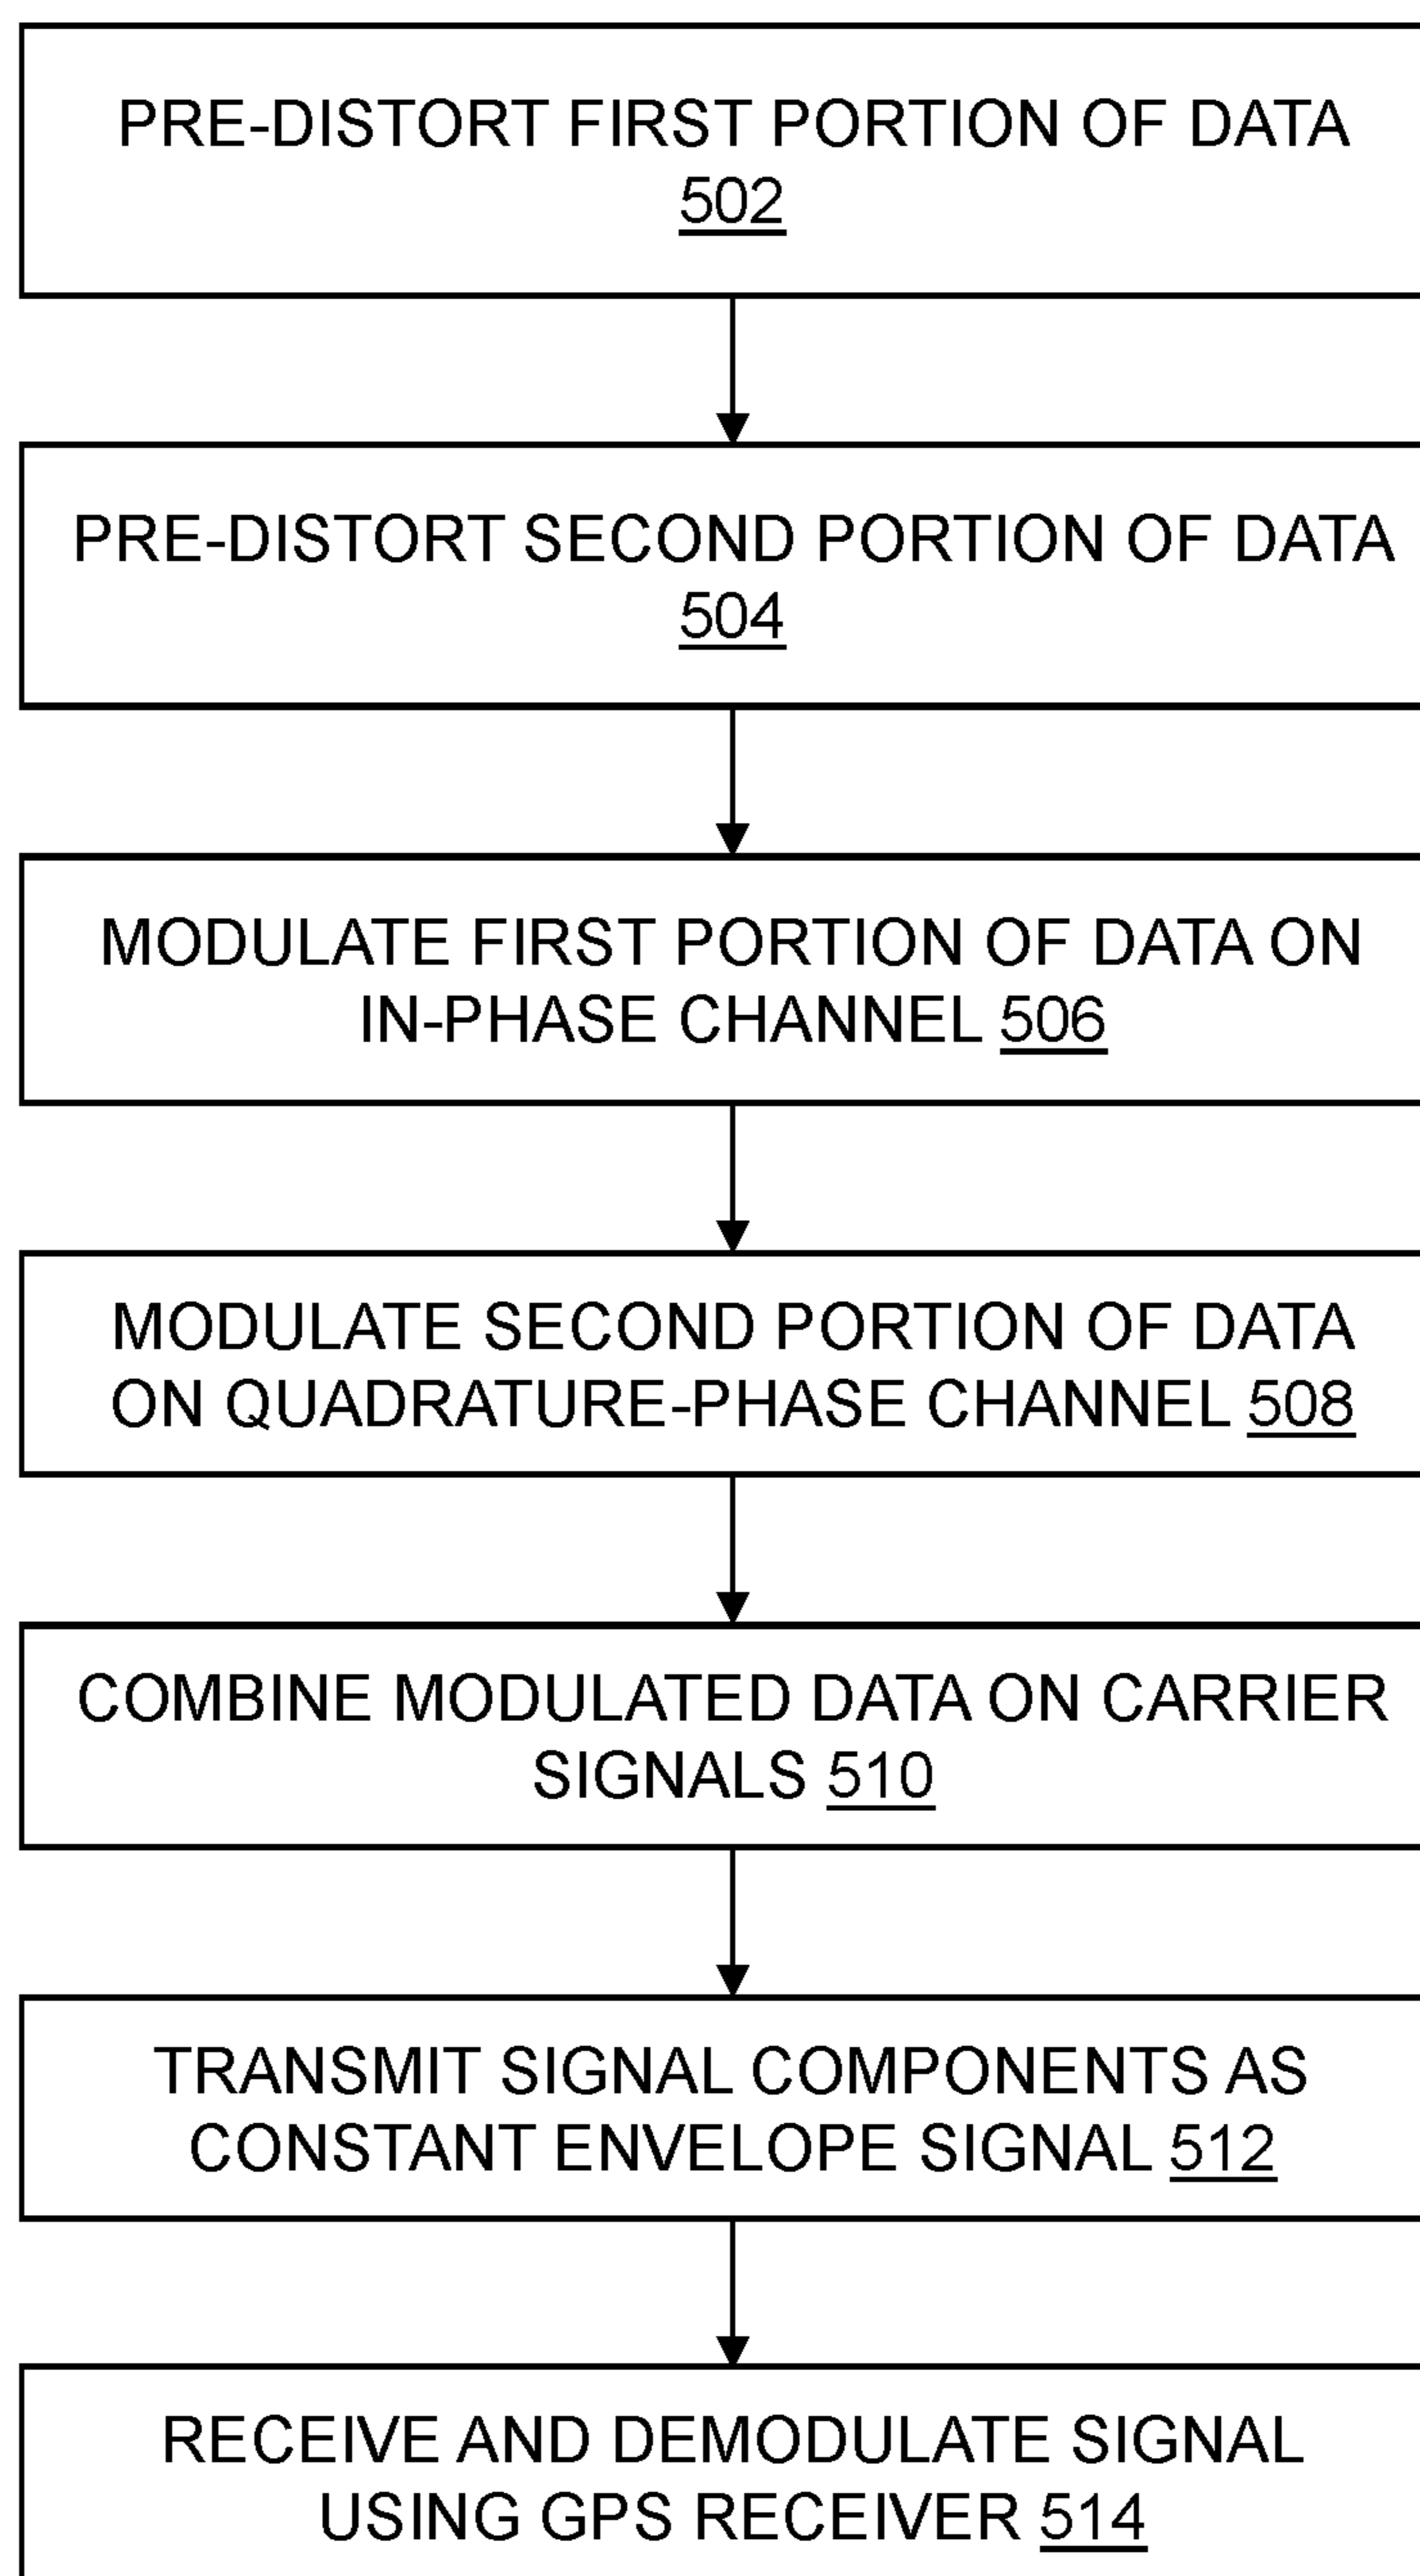 PRE-DISTORT FIRST PORTION OF DATA
502
PRE-DISTORT SECOND PORTION OF DATA
504
MODULATE FIRST PORTION OF DATA ON
IN-PHASE CHANNEL 506
MODULATE SECOND PORTION OF DATA
ON QUADRATURE-PHASE CHANNEL 508
COMBINE MODULATED DATA ON CARRIER
SIGNALS 510
TRANSMIT SIGNAL COMPONENTS AS
CONSTANT ENVELOPE SIGNAL 512
RECEIVE AND DEMODULATE SIGNAL
USING GPS RECEIVER 514